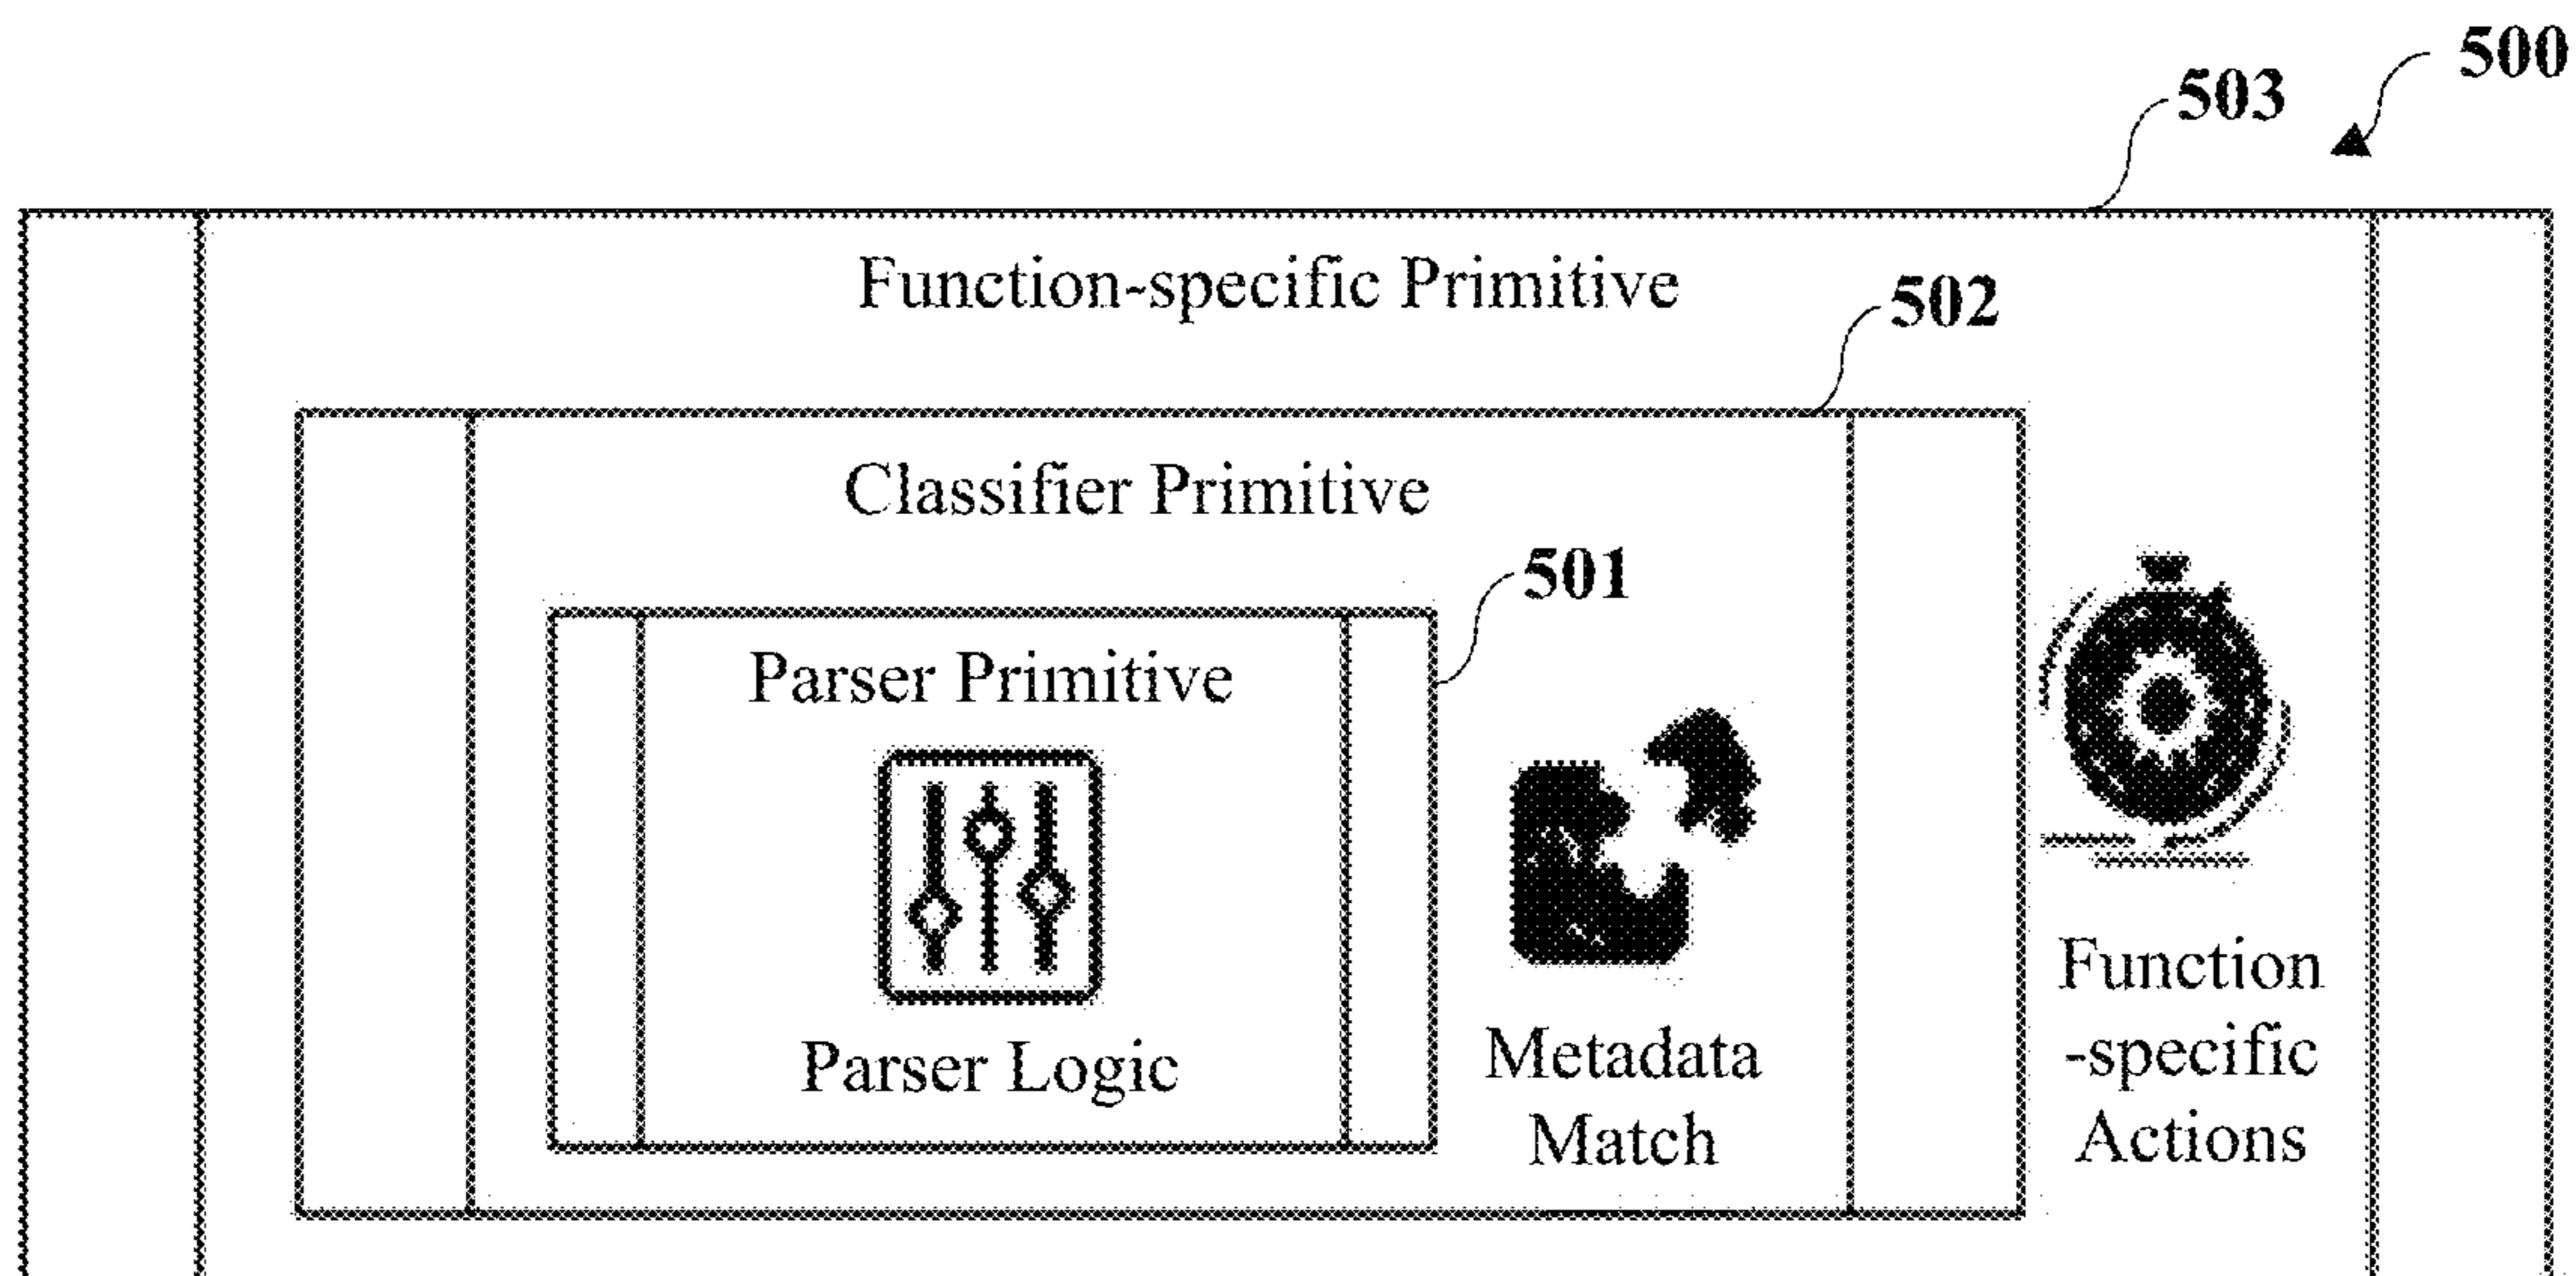 500
503
Function-specific Primitive
502
Classifier Primitive
501
Parser Primitive
Parser Logic
Metadata
Match
Function
-specific
Actions